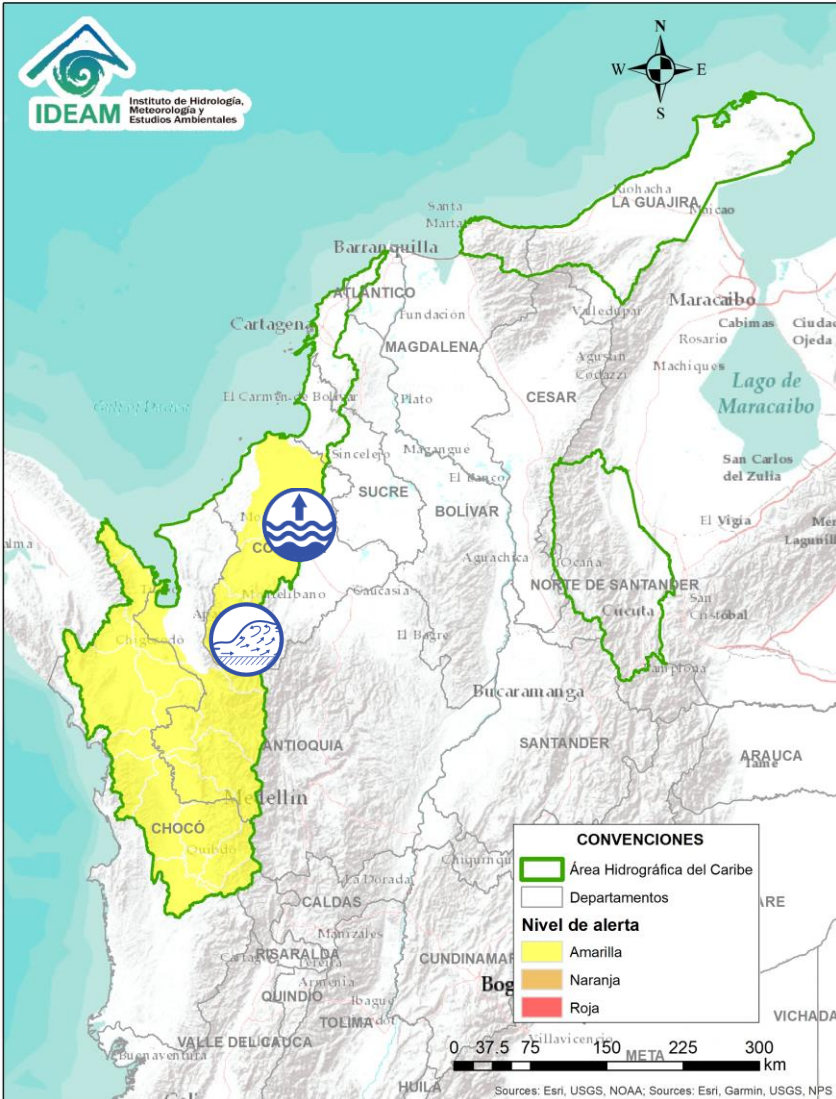 IDEAM
Instituto de Hidrología,
Meteorología y
Estudios Ambientales
N
W
E
S
Riohacha
LA GUAJIRA
Maicao
Santa
Marta
Barranquilla
ATLÁNTICO
Maracaibo
Cabimas
Ciudad
Ojeda
Fundación
Valledupar
Cartagena
Rosario
MAGDALENA
Machiques
Agustín
Codazzi
Lago de
Maracaibo
El Carmen de Bolívar
Plato
CESAR
Sincelejo
Magangué
San Carlos
del Zulia
El Banco
SUCRE
BOLÍVAR
El Vigía
Aguachica
Ocaña
NORTE DE SANTANDER
Cúcuta
San
Cristóbal
Montelíbano
Caucasia
El Bagre
Chigorodó
Pamplona
Bucaramanga
ANTIOQUIA
SANTANDER
ARAUCA
Tame
Medellín
CHOCÓ
Quibdó
La Dorada
CALDAS
Manizales
RISARALDA
Pereira
Armenia
QUINDÍO
Ibagué
TOLIMA
VALLE DEL CAUCA
Buenaventura
HUILA
Villavicencio
META
VICHADA
CONVENCIONES
Área Hidrográfica del Caribe
Departamentos
Nivel de alerta
Amarilla
Naranja
Roja
0 37.5 75 150 225 300
km
Sources: Esri, USGS, NOAA; Sources: Esri, Garmin, USGS, NPS